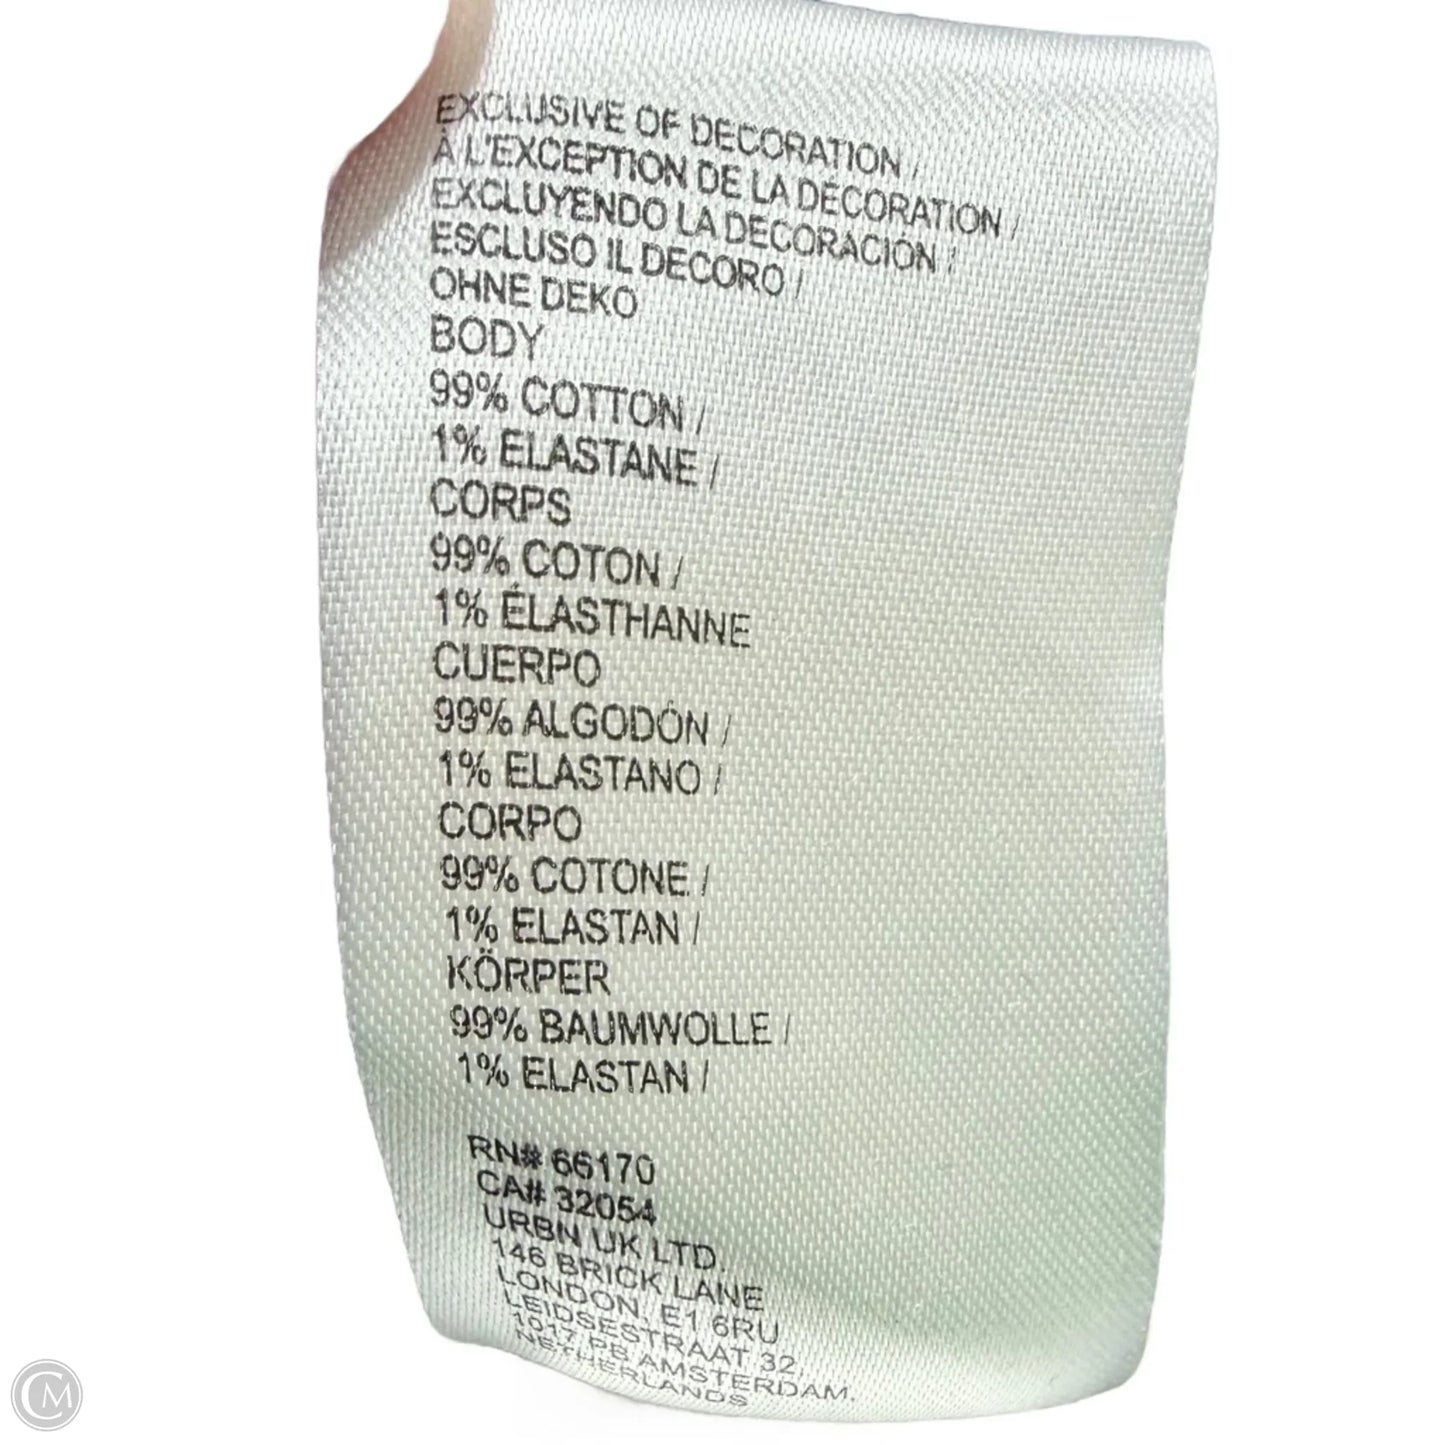 EXCLUSIVE OF DECORATION /
À L'EXCEPTION DE LA DÉCORATION /
EXCLUYENDO LA DECORACIÓN /
ESCLUSO IL DECORO /
OHNE DEKO
BODY
99% COTTON /
1% ELASTANE /
CORPS
99% COTON /
1% ÉLASTHANNE
CUERPO
99% ALGODÓN /
1% ELASTANO /
CORPO
99% COTONE /
1% ELASTAN /
KÖRPER
99% BAUMWOLLE /
1% ELASTAN /
RN# 66170
CA# 32054
URBN UK LTD.
146 BRICK LANE
LONDON, E1 6RU
LEIDSESTRAAT 32,
1017 PB AMSTERDAM.
NETHERLANDS
CM